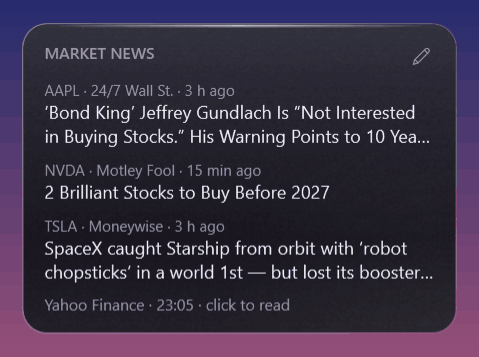 MARKET NEWS
AAPL · 24/7 Wall St. · 3 h ago
‘Bond King’ Jeffrey Gundlach Is “Not Interested
in Buying Stocks.” His Warning Points to 10 Yea...
NVDA · Motley Fool · 15 min ago
2 Brilliant Stocks to Buy Before 2027
TSLA · Moneywise · 3 h ago
SpaceX caught Starship from orbit with ‘robot
chopsticks’ in a world 1st — but lost its booster...
Yahoo Finance · 23:05 · click to read